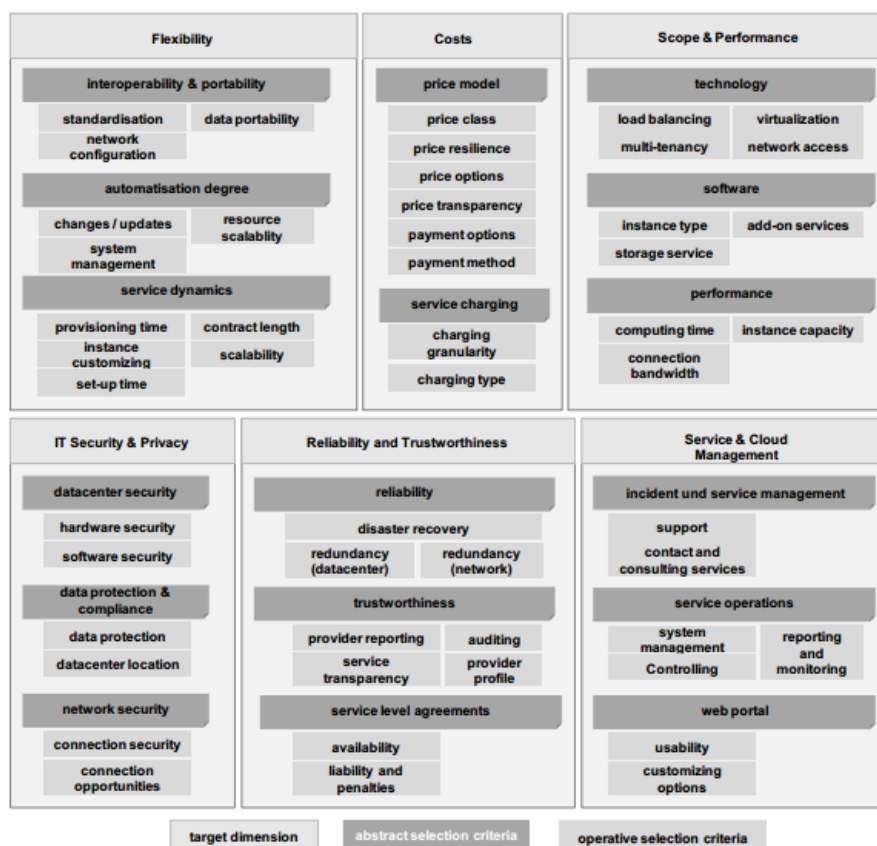 Flexibility
interoperability & portability
standardisation
data portability
network
configuration
automatisation degree
changes / updates
resource
scalablity
system
management
service dynamics
provisioning time
contract length
instance
customizing
scalability
set-up time
Costs
price model
price class
price resilience
price options
price transparency
payment options
payment method
service charging
charging
granularity
charging type
Scope & Performance
technology
load balancing
virtualization
multi-tenancy
network access
software
instance type
add-on services
storage service
performance
computing time
instance capacity
connection
bandwidth
IT Security & Privacy
datacenter security
hardware security
software security
data protection &
compliance
data protection
datacenter location
network security
connection security
connection
opportunities
Reliability and Trustworthiness
reliability
disaster recovery
redundancy
(datacenter)
redundancy
(network)
trustworthiness
provider reporting
auditing
service
transparency
provider
profile
service level agreements
availability
liability and
penalties
Service & Cloud
Management
incident und service management
support
contact and
consulting services
service operations
system
management
reporting
and
monitoring
Controlling
web portal
usability
customizing
options
target dimension
abstract selection criteria
operative selection criteria